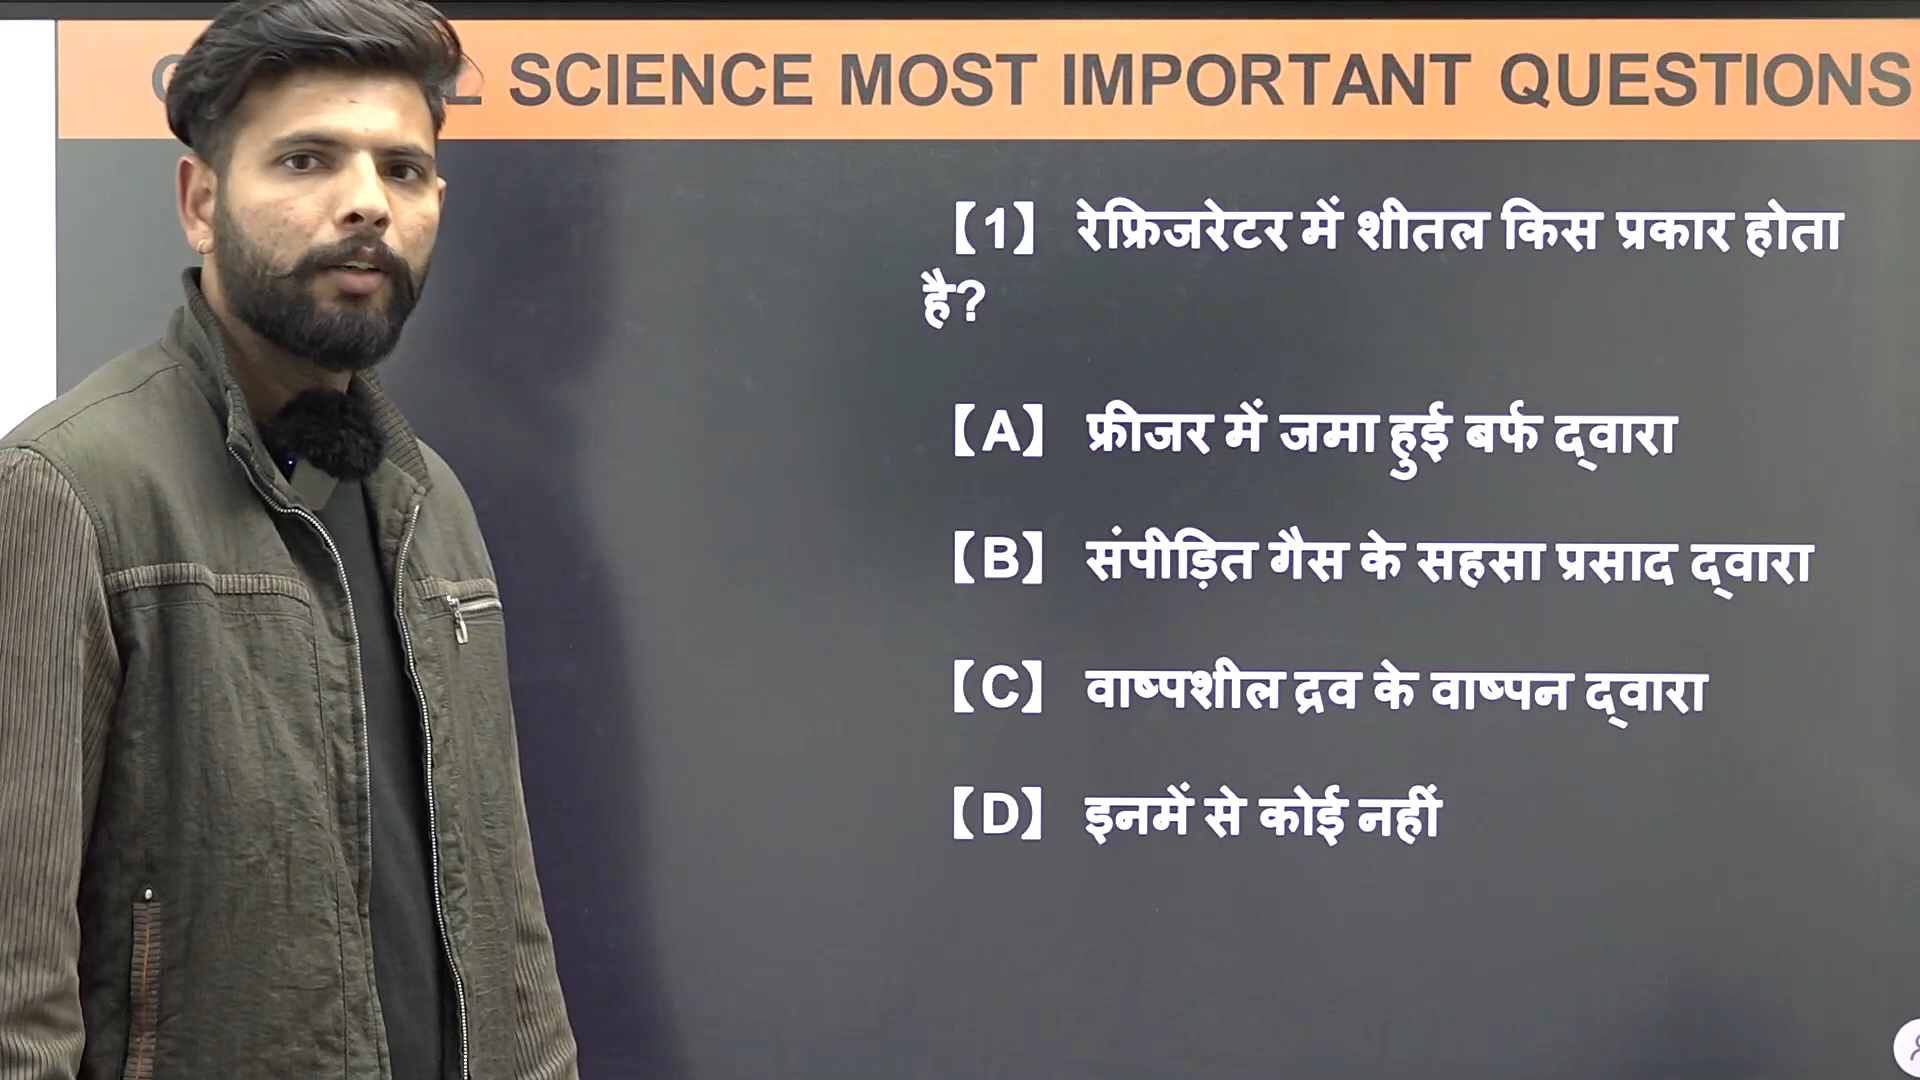 SCIENCE MOST IMPORTANT QUESTIONS
【1】 रेफ्रिजरेटर में शीतल किस प्रकार होता
है?
【A】 फ्रीजर में जमा हुई बर्फ द्वारा
【B】 संपीड़ित गैस के सहसा प्रसाद द्वारा
【C】 वाष्पशील द्रव के वाष्पन द्वारा
【D】 इनमें से कोई नहीं